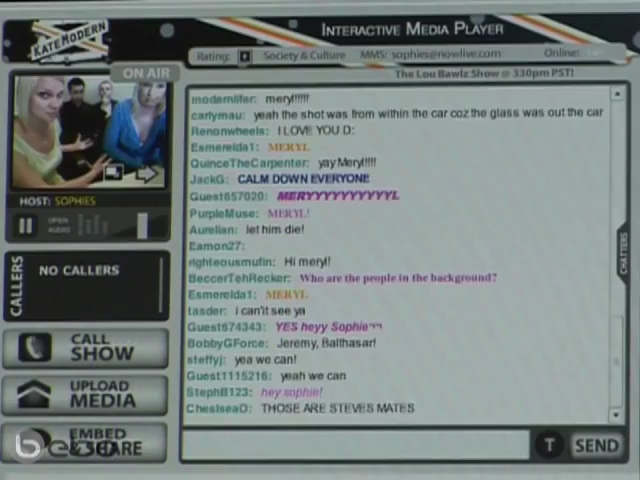 KATEMODERN
INTERACTIVE MEDIA PLAYER
Rating: Society & Culture MMS: sophies@nowlive.com Online:
ON AIR
The Lou Bawlz Show @ 330pm PST!
modernlifer: meryl!!!!!
carlymau: yeah the shot was from within the car coz the glass was out the car
Renonwheels: I LOVE YOU D:
Esmerelda1: MERYL
QuinceTheCarpenter: yay Meryl!!!!
JackG: CALM DOWN EVERYONE
Guest657020: MERYYYYYYYYYYL
PurpleMuse: MERYL!
Aurelian: let him die!
Eamon27:
righteousmufin: Hi meryl!
BeccerTehRecker: Who are the people in the background?
Esmerelda1: MERYL
tasder: i can't see ya
Guest674343: YES heyy Sophie^^
BobbyGForce: Jeremy, Balthasar!
steffyj: yea we can!
Guest1115216: yeah we can
StephB123: hey sophie!
ChelseaO: THOSE ARE STEVES MATES
HOST: SOPHIES
OPEN AUDIO
CALLERS
NO CALLERS
CALL SHOW
UPLOAD MEDIA
EMBED & SHARE
CHATTERS
T SEND